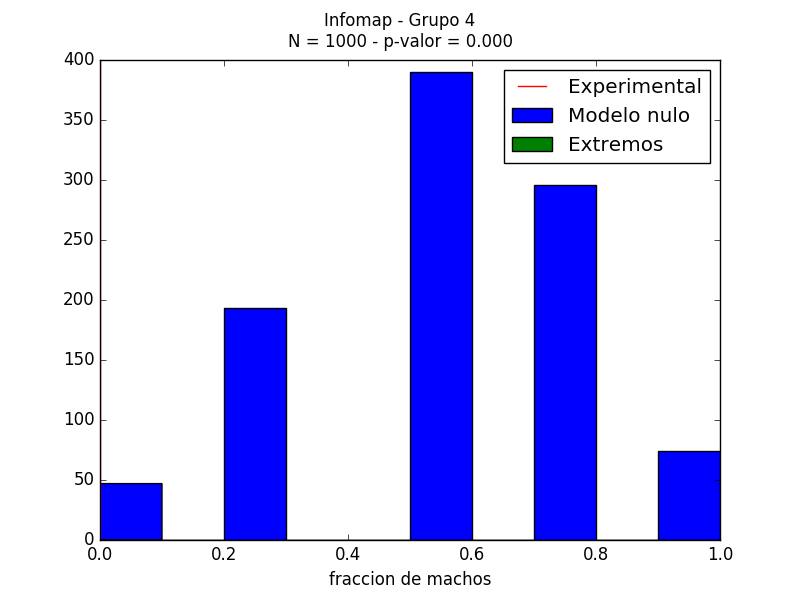 Infomap - Grupo 4
N = 1000 - p-valor = 0.000
Experimental
Modelo nulo
Extremos
400
350
300
250
200
150
100
50
0
0.0 0.2 0.4 0.6 0.8 1.0
fraccion de machos